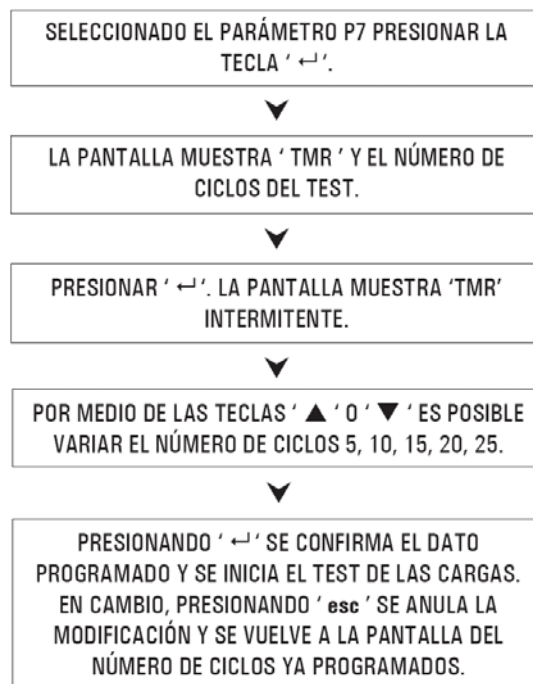 SELECCIONADO EL PARÁMETRO P7 PRESIONAR LA
TECLA ‘ ↵ ‘.
LA PANTALLA MUESTRA ‘ TMR ’ Y EL NÚMERO DE
CICLOS DEL TEST.
PRESIONAR ‘ ↵ ‘. LA PANTALLA MUESTRA ‘TMR’
INTERMITENTE.
POR MEDIO DE LAS TECLAS ‘ ▲ ‘ O ‘ ▼ ‘ ES POSIBLE
VARIAR EL NÚMERO DE CICLOS 5, 10, 15, 20, 25.
PRESIONANDO ‘ ↵ ‘ SE CONFIRMA EL DATO
PROGRAMADO Y SE INICIA EL TEST DE LAS CARGAS.
EN CAMBIO, PRESIONANDO ‘ esc ’ SE ANULA LA
MODIFICACIÓN Y SE VUELVE A LA PANTALLA DEL
NÚMERO DE CICLOS YA PROGRAMADOS.